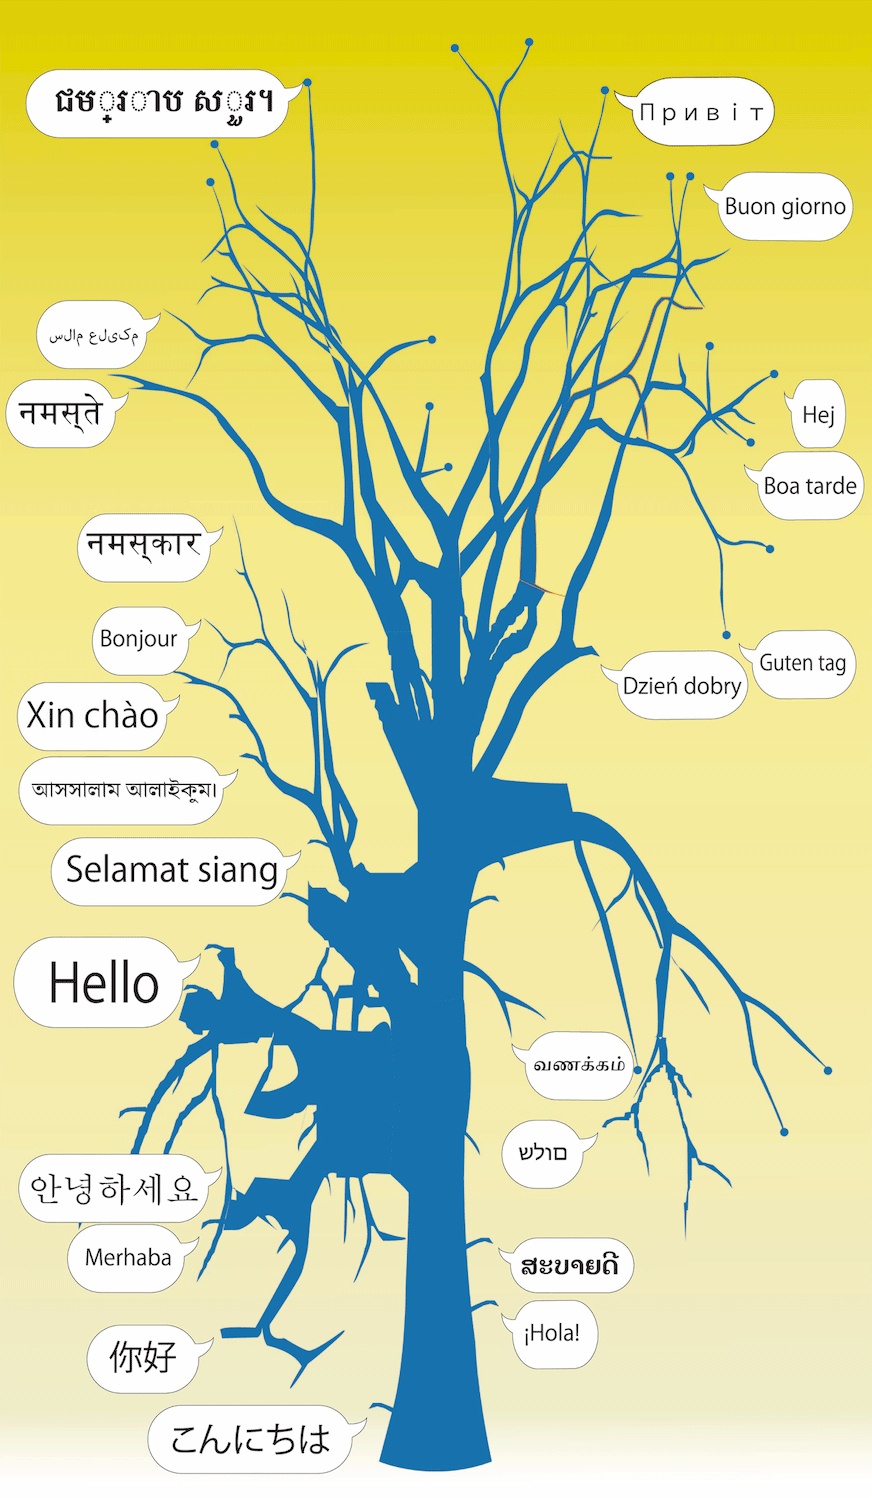 ជម្រាប សួរ។
Привіт
Buon giorno
سلام علیکم
नमस्‌ते
Hej
Boa tarde
नमस्‌कार
Bonjour
Guten tag
Dzień dobry
Xin chào
আসসালাম আলাইকুম।
Selamat siang
Hello
வணக்கம்
שלום
안녕하세요
Merhaba
ສະບາຍດີ
¡Hola!
你好
こんにちは